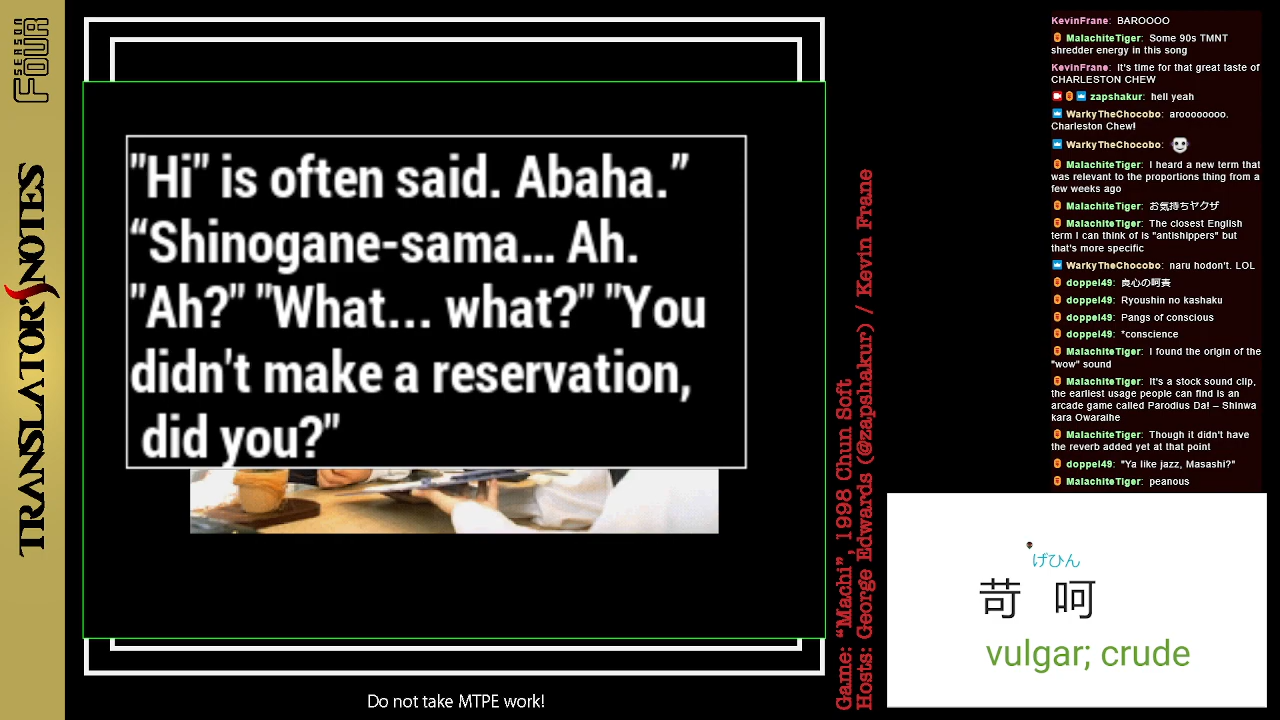 SEASON
FOUR
TRANSLATOR'S NOTES
"Hi" is often said. Abaha.”
“Shinogane-sama... Ah.
"Ah?" "What... what?" "You
didn't make a reservation,
did you?"
Game: “Machi”, 1998 Chun Soft
Hosts: George Edwards (@zapshakur) / Kevin Frane
KevinFrane: BAROOOO
MalachiteTiger: Some 90s TMNT
shredder energy in this song
KevinFrane: It's time for that great taste of
CHARLESTON CHEW
zapshakur: hell yeah
WarkyTheChocobo: aroooooooo.
Charleston Chew!
WarkyTheChocobo:
MalachiteTiger: I heard a new term that
was relevant to the proportions thing from a
few weeks ago
MalachiteTiger: お気持ちヤクザ
MalachiteTiger: The closest English
term I can think of is "antishippers" but
that's more specific
WarkyTheChocobo: naru houdn't. LOL
doppel49: 良心の呵責
doppel49: Ryoushin no kashaku
doppel49: Pangs of conscious
doppel49: *conscience
MalachiteTiger: I found the origin of the
"wow" sound
MalachiteTiger: It's a stock sound clip,
the earliest usage people can find is an
arcade game called Parodius Da! – Shinwa
kara Owaraihe
MalachiteTiger: Though it didn't have
the reverb added yet at that point
doppel49: "Ya like jazz, Masashi?"
MalachiteTiger: peanous
げひん
苛 呵
vulgar; crude
Do not take MTPE work!